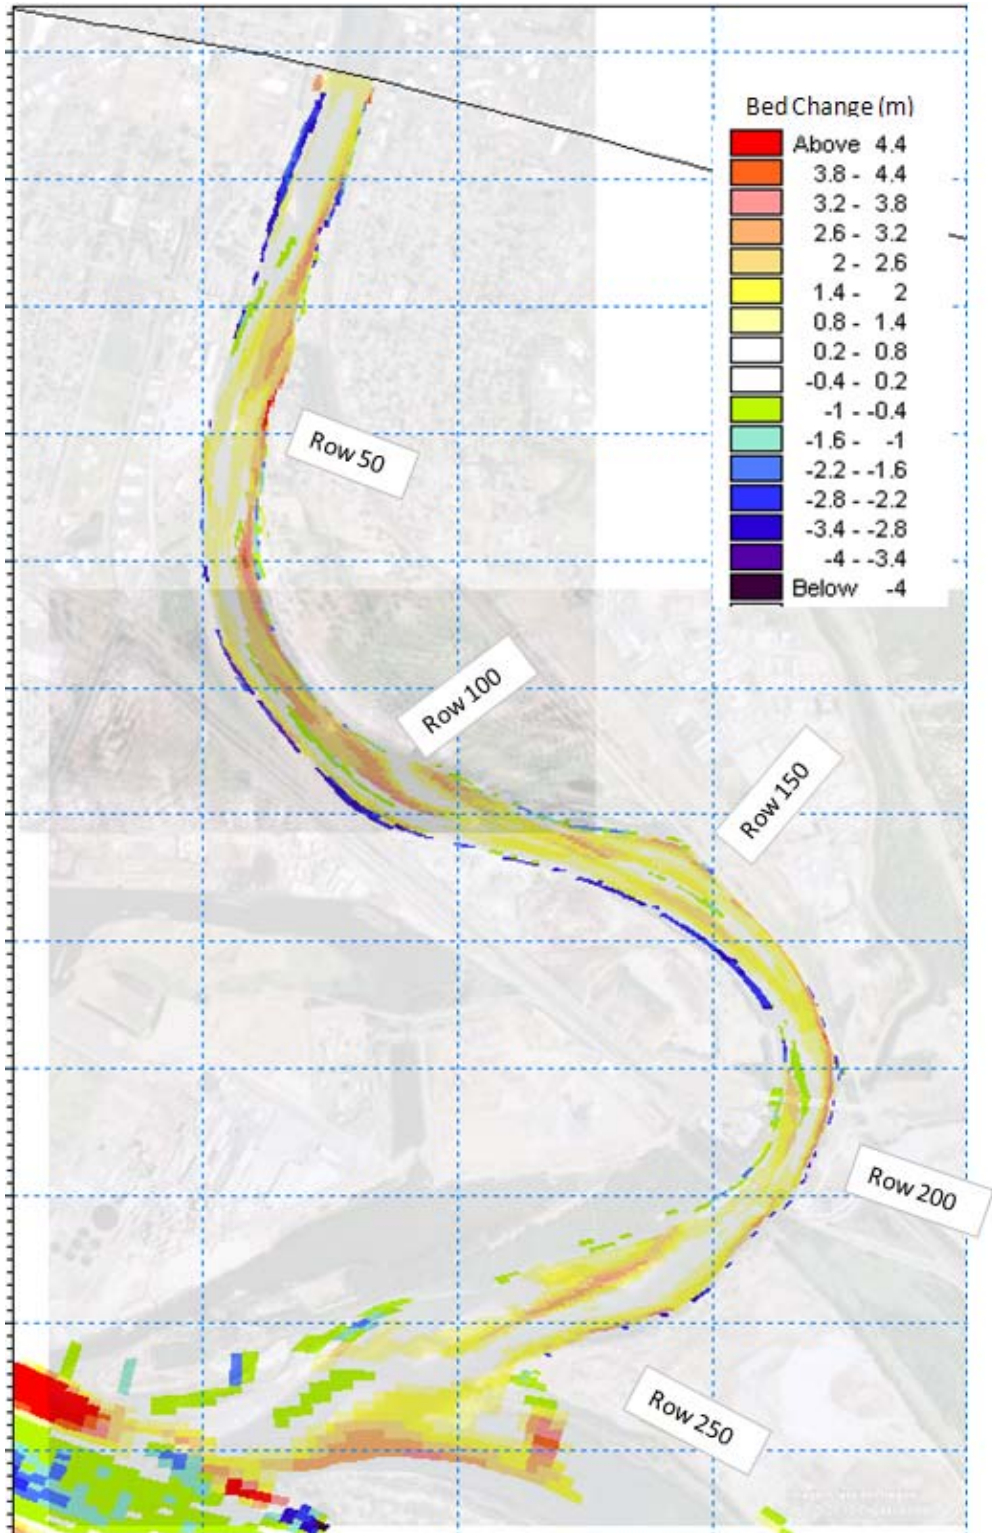 Bed Change (m)
Above 4.4
3.8 - 4.4
3.2 - 3.8
2.6 - 3.2
2 - 2.6
1.4 - 2
0.8 - 1.4
0.2 - 0.8
-0.4 - 0.2
-1 - -0.4
-1.6 - -1
-2.2 - -1.6
-2.8 - -2.2
-3.4 - -2.8
-4 - -3.4
Below -4
Row 50
Row 100
Row 150
Row 200
Row 250